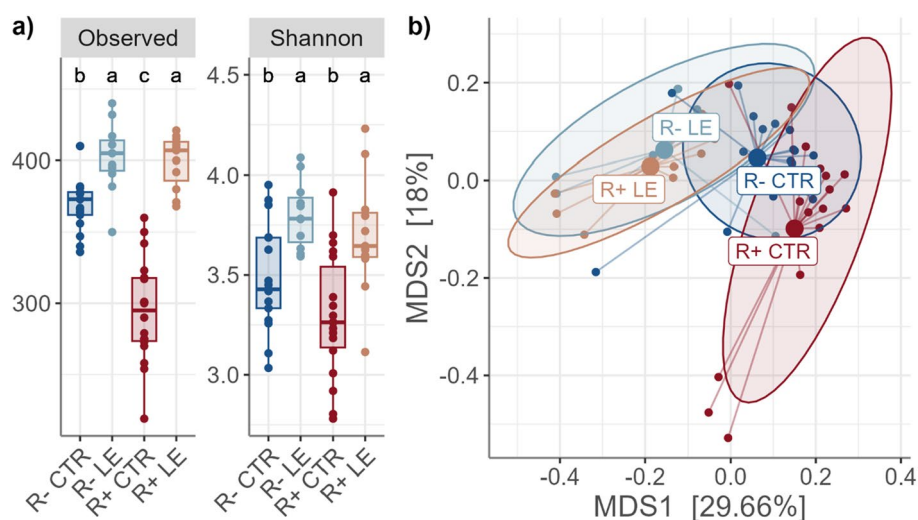 a)
Observed
Shannon
b a c a
b a b a
400
300
4.5
4.0
3.5
3.0
R- CTR
R- LE
R+ CTR
R+ LE
R- CTR
R- LE
R+ CTR
R+ LE
b)
MDS2 [18%]
0.2
0.0
-0.2
-0.4
R- LE
R+ LE
R- CTR
R+ CTR
-0.4 -0.2 0.0 0.2 0.4
MDS1 [29.66%]